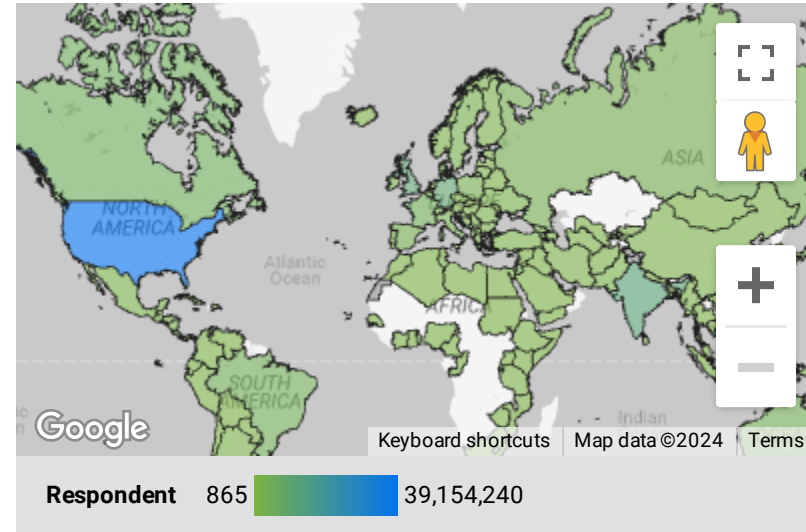 ASIA
NORTH
AMERICA
Atlantic
Ocean
AFRICA
SOUTH
AMERICA
Indian
Google
Keyboard shortcuts
Map data ©2024
Terms
Respondent 865 39,154,240